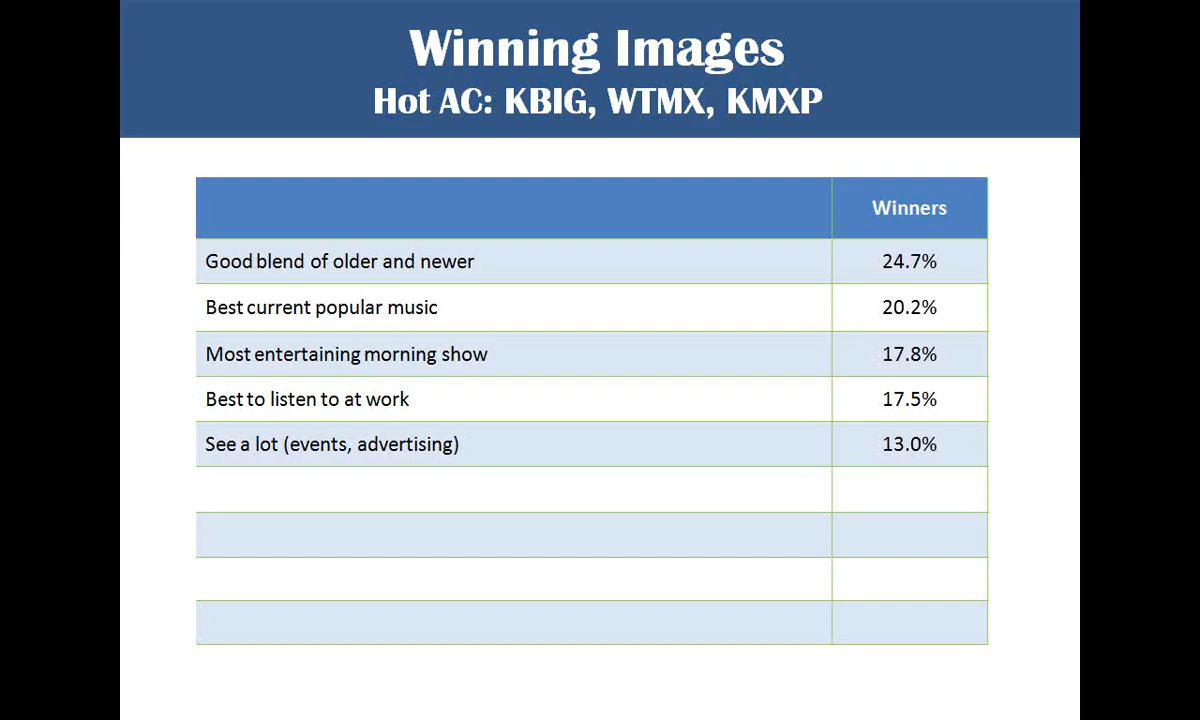 Winning Images
Hot AC: KBIG, WTMX, KMXP
Winners
Good blend of older and newer 24.7%
Best current popular music 20.2%
Most entertaining morning show 17.8%
Best to listen to at work 17.5%
See a lot (events, advertising) 13.0%